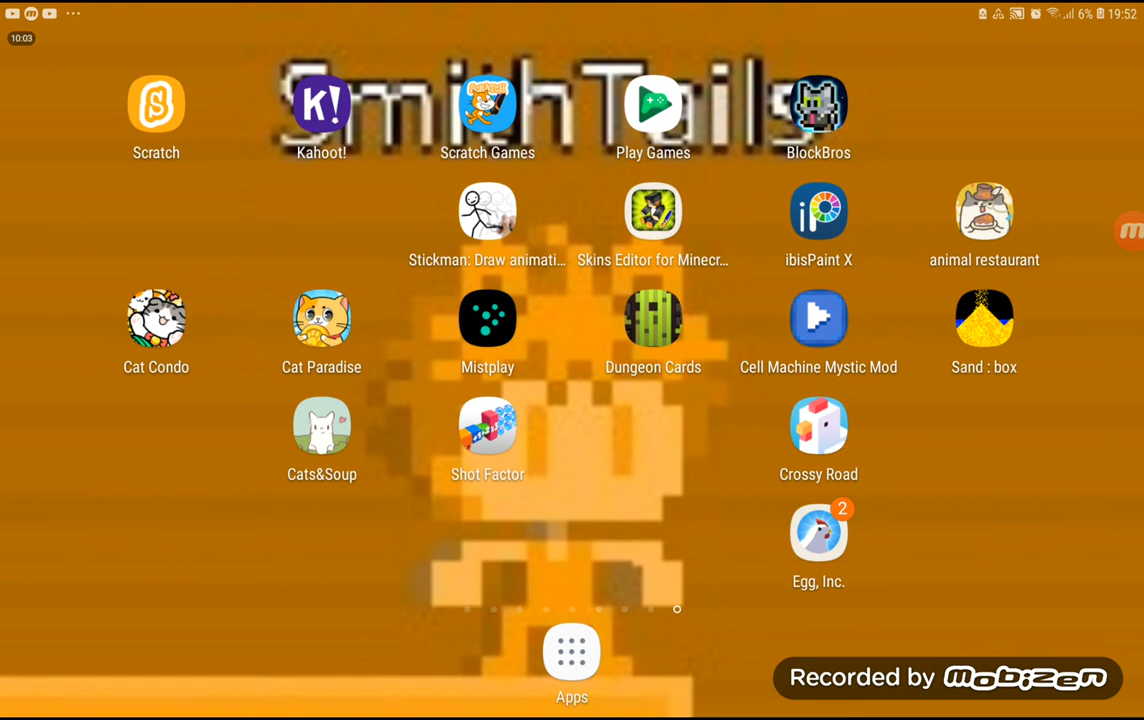 6% 19:52
10:03
SmithTails
Scratch
K!
Kahoot!
Scratch Games
Play Games
BlockBros
Stickman: Draw animati...
Skins Editor for Minecr...
iP
ibisPaint X
animal restaurant
Cat Condo
Cat Paradise
Mistplay
Dungeon Cards
Cell Machine Mystic Mod
Sand : box
Cats&Soup
Shot Factor
Crossy Road
2
Egg, Inc.
Apps
Recorded by mobizen